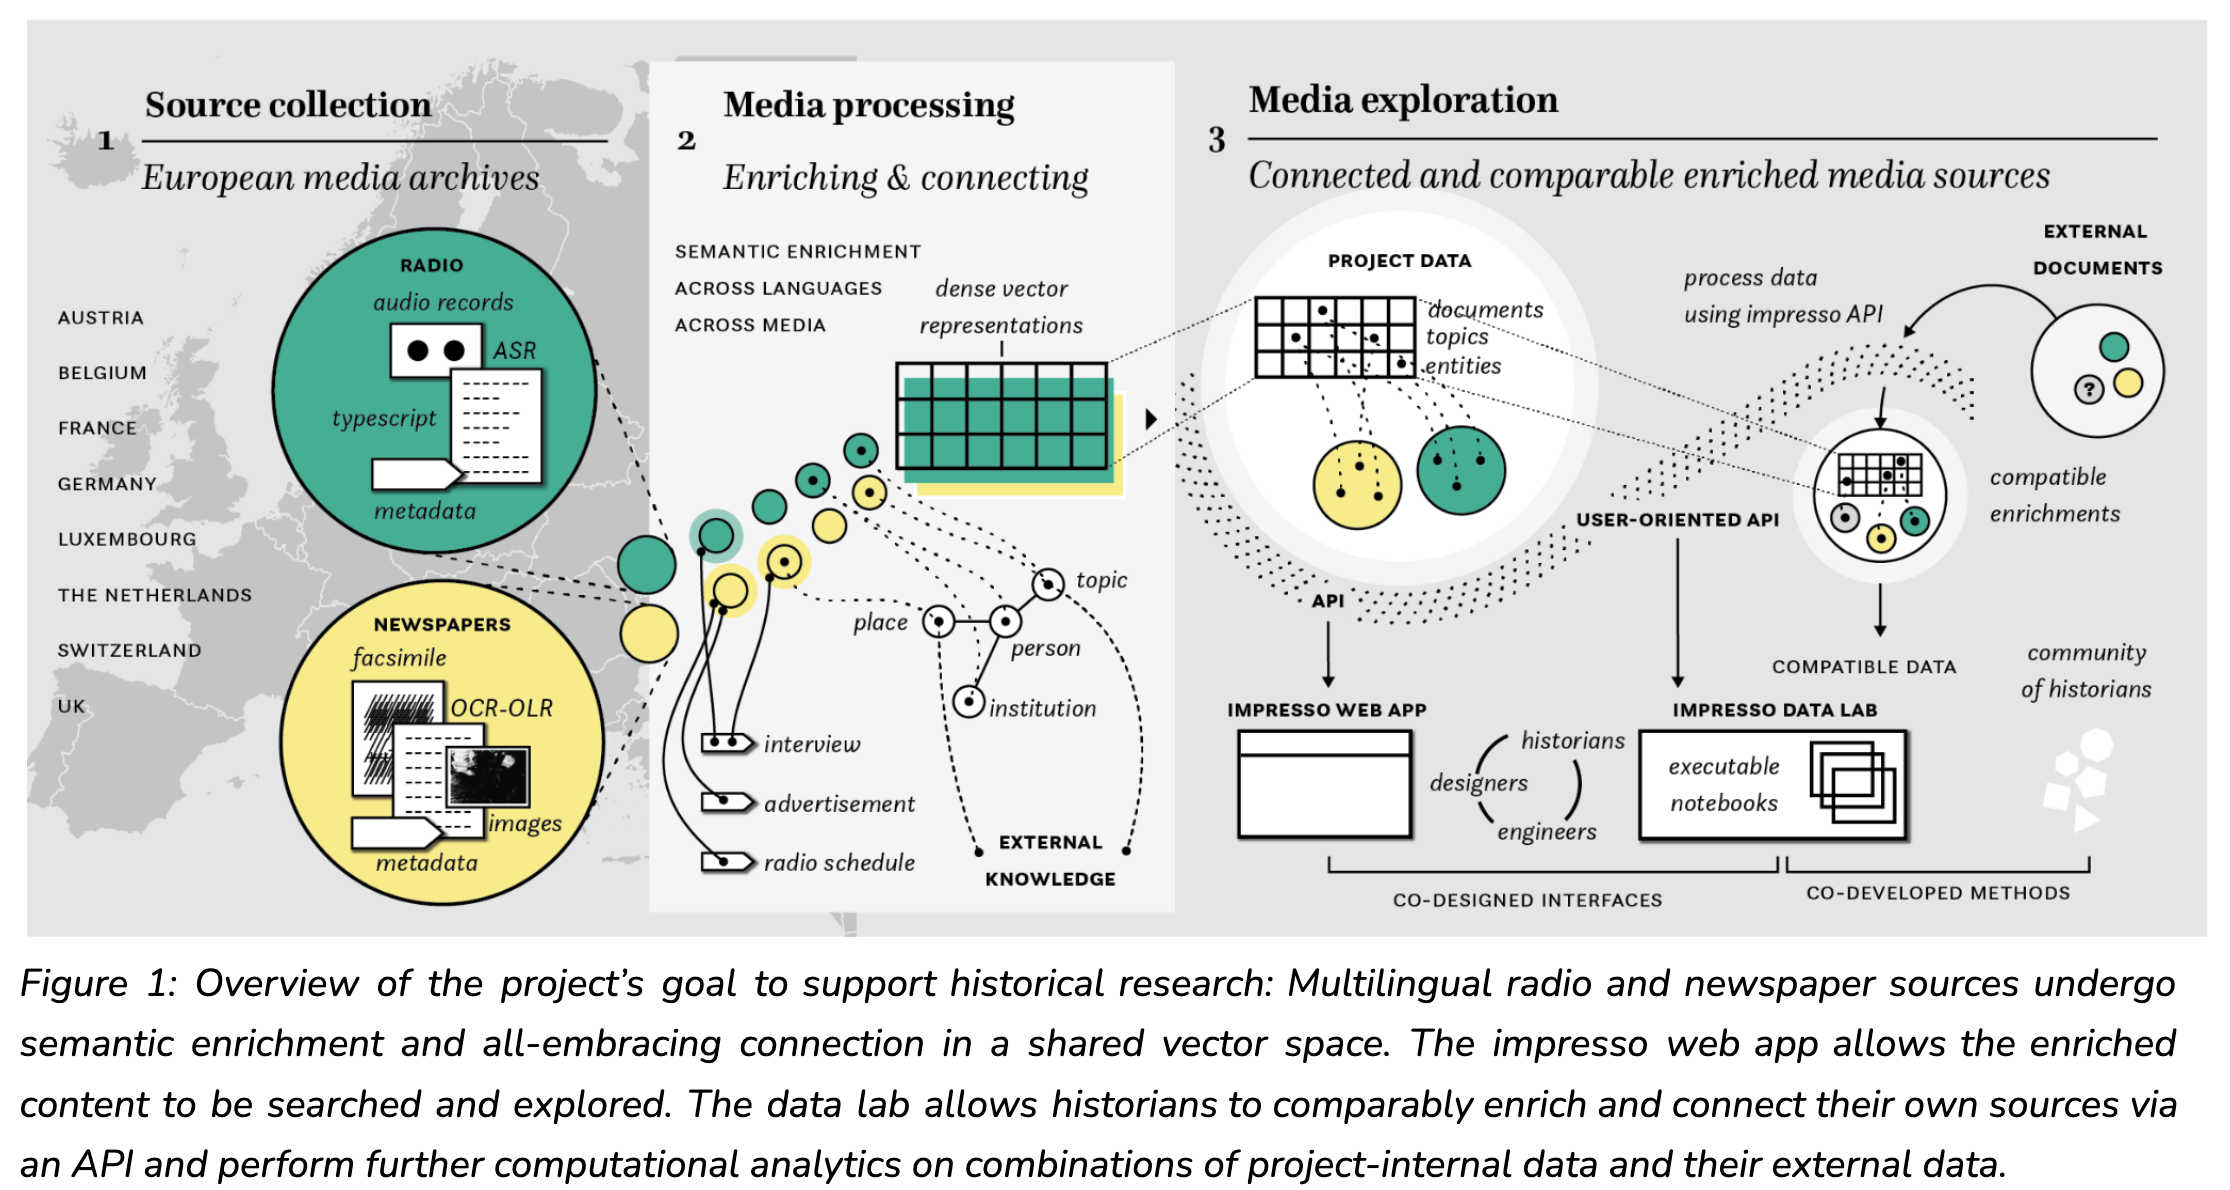 1
Source collection
European media archives
AUSTRIA
BELGIUM
FRANCE
GERMANY
LUXEMBOURG
THE NETHERLANDS
SWITZERLAND
UK
RADIO
audio records
ASR
typescript
metadata
NEWSPAPERS
facsimile
OCR-OLR
images
metadata
2
Media processing
Enriching & connecting
SEMANTIC ENRICHMENT
ACROSS LANGUAGES
ACROSS MEDIA
dense vector
representations
topic
place
person
institution
interview
advertisement
radio schedule
EXTERNAL
KNOWLEDGE
3
Media exploration
Connected and comparable enriched media sources
PROJECT DATA
documents
topics
entities
process data
using impresso API
EXTERNAL
DOCUMENTS
?
compatible
enrichments
USER-ORIENTED API
API
COMPATIBLE DATA
community
of historians
IMPRESSO WEB APP
historians
designers
engineers
IMPRESSO DATA LAB
executable
notebooks
CO-DESIGNED INTERFACES
CO-DEVELOPED METHODS
Figure 1: Overview of the project's goal to support historical research: Multilingual radio and newspaper sources undergo
semantic enrichment and all-embracing connection in a shared vector space. The impresso web app allows the enriched
content to be searched and explored. The data lab allows historians to comparably enrich and connect their own sources via
an API and perform further computational analytics on combinations of project-internal data and their external data.